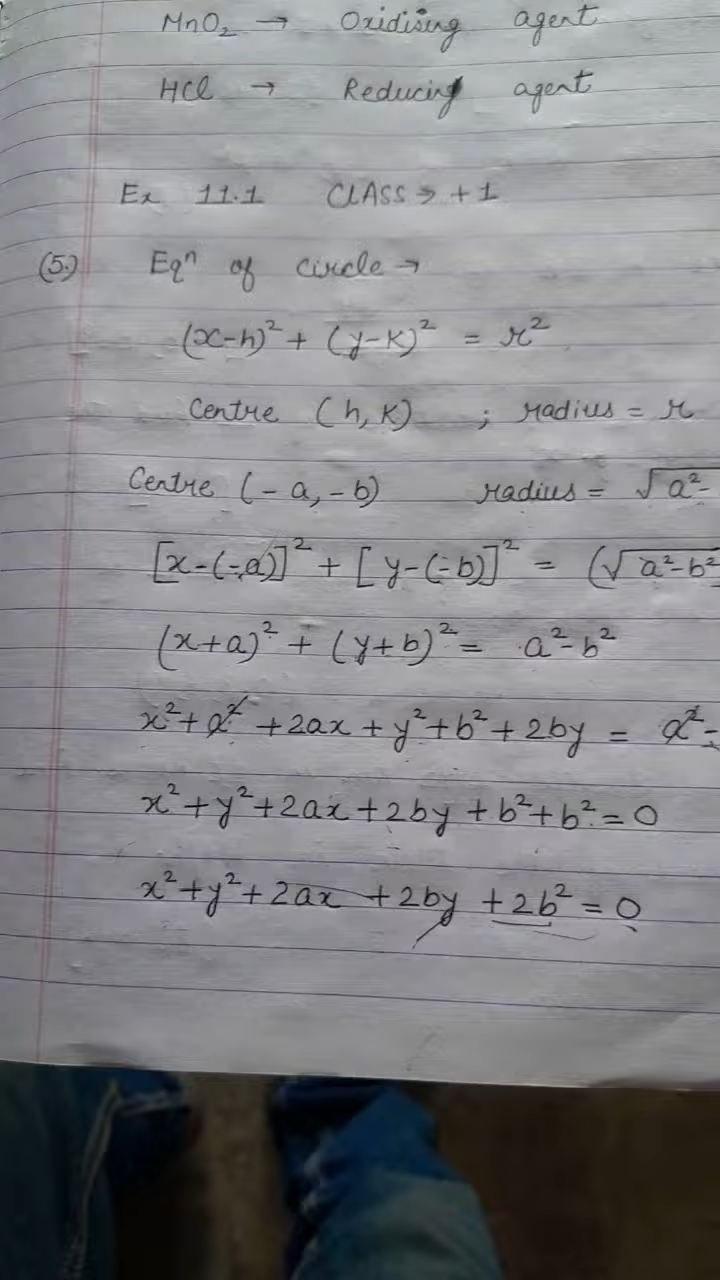 MnO₂ → Oxidising agent
HCl → Reducing agent
Ex 11.1 CLASS → +1
(5.) Eqⁿ of circle →
(x-h)² + (y-k)² = r²
Centre (h, k) ; radius = r
Centre (-a, -b) radius = √a²-
[x-(-a)]² + [y-(-b)]² = (√a²-b²
(x+a)² + (y+b)² = a²-b²
x² + a² + 2ax + y² + b² + 2by = a² -
x² + y² + 2ax + 2by + b² + b² = 0
x² + y² + 2ax + 2by + 2b² = 0